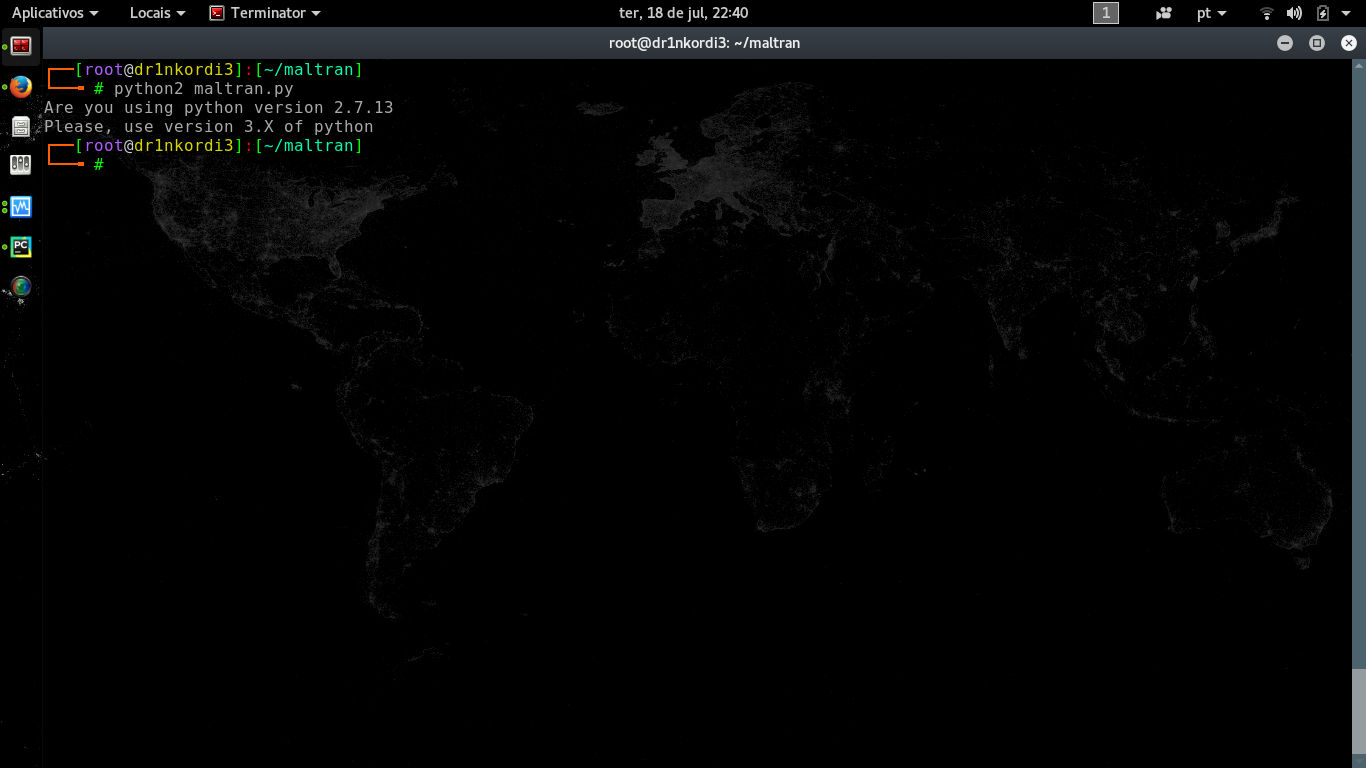 Aplicativos Locais Terminator ter, 18 de jul, 22:40 1 pt
root@dr1nkordi3: ~/maltran
[root@dr1nkordi3]:[~/maltran]
# python2 maltran.py
Are you using python version 2.7.13
Please, use version 3.X of python
[root@dr1nkordi3]:[~/maltran]
#
PC